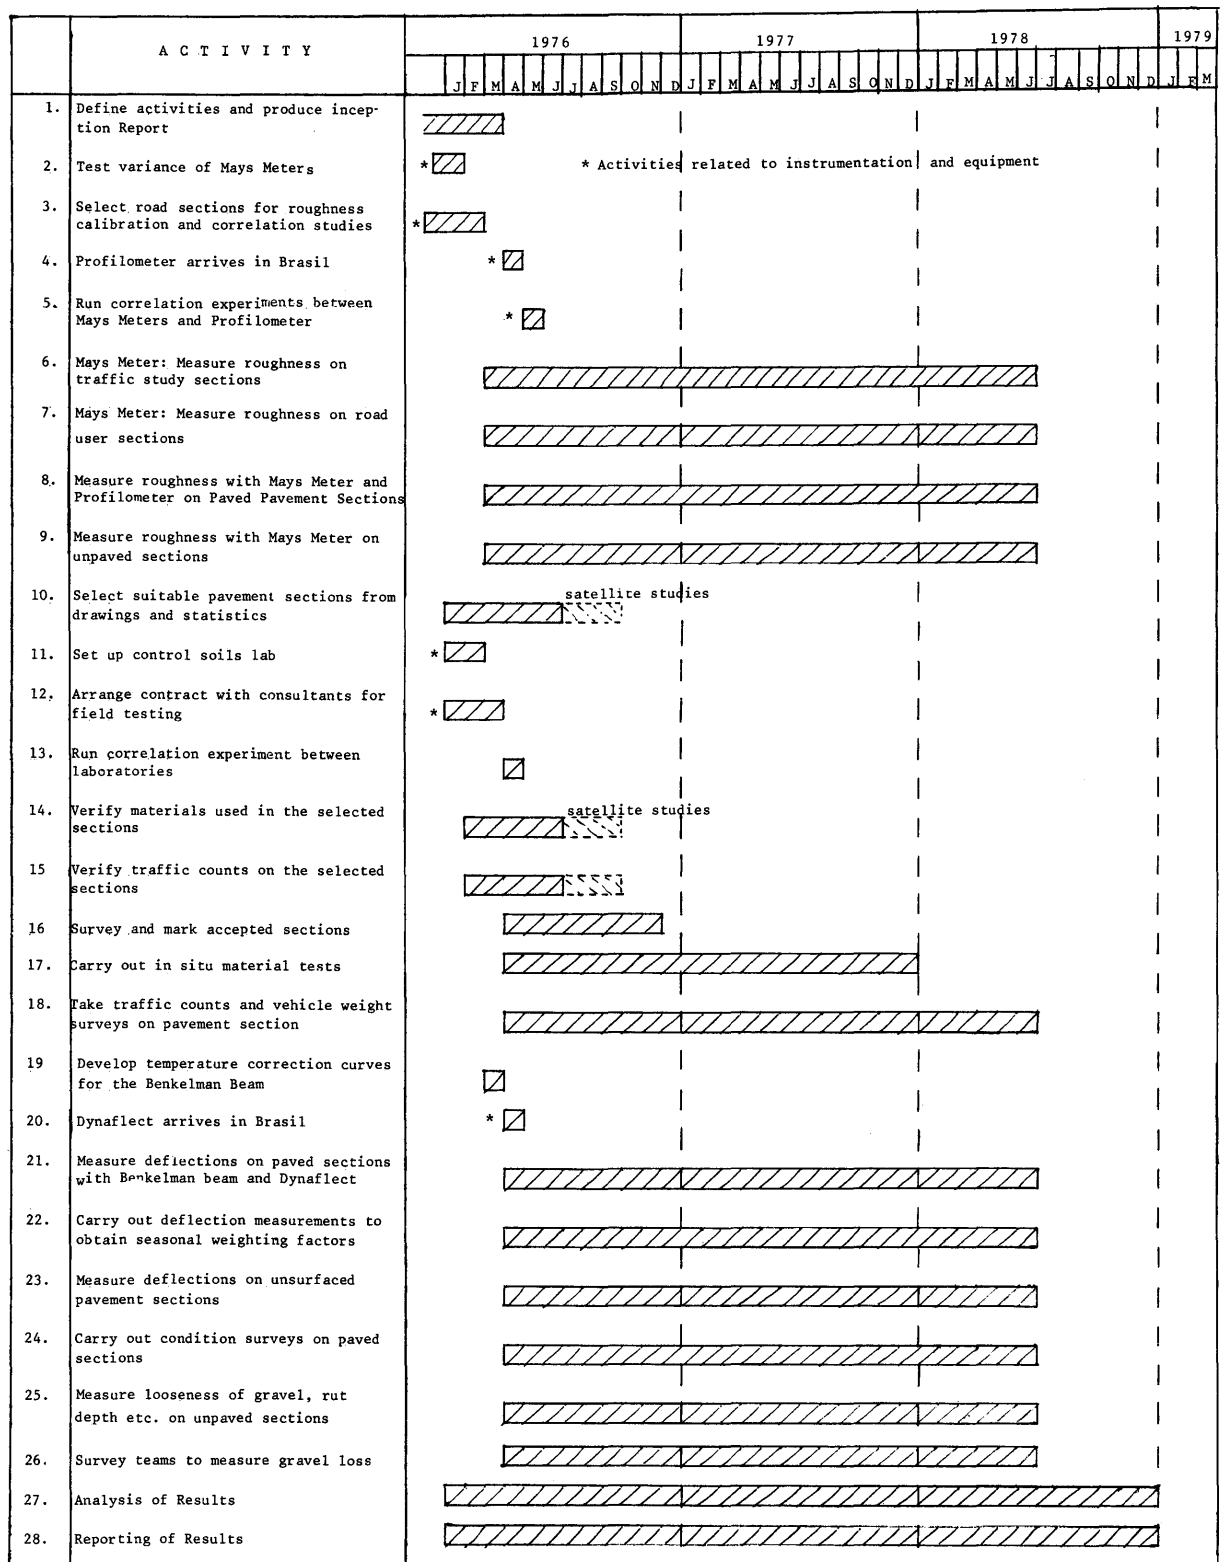 A C T I V I T Y
1976 1977 1978 1979
J F M A M J J A S O N D J F M A M J J A S O N D J F M A M J J A S O N D J F M
1. Define activities and produce incep-
tion Report
2. Test variance of Mays Meters
* * Activities related to instrumentation and equipment
3. Select road sections for roughness
calibration and correlation studies *
4. Profilometer arrives in Brasil *
5. Run correlation experiments between
Mays Meters and Profilometer *
6. Mays Meter: Measure roughness on
traffic study sections
7. Mays Meter: Measure roughness on road
user sections
8. Measure roughness with Mays Meter and
Profilometer on Paved Pavement Sections
9. Measure roughness with Mays Meter on
unpaved sections
10. Select suitable pavement sections from
drawings and statistics
satellite studies
11. Set up control soils lab *
12. Arrange contract with consultants for
field testing *
13. Run correlation experiment between
laboratories
14. Verify materials used in the selected
sections
satellite studies
15 Verify traffic counts on the selected
sections
16 Survey and mark accepted sections
17. Carry out in situ material tests
18. Take traffic counts and vehicle weight
surveys on pavement section
19 Develop temperature correction curves
for the Benkelman Beam
20. Dynaflect arrives in Brasil *
21. Measure deflections on paved sections
with Benkelman beam and Dynaflect
22. Carry out deflection measurements to
obtain seasonal weighting factors
23. Measure deflections on unsurfaced
pavement sections
24. Carry out condition surveys on paved
sections
25. Measure looseness of gravel, rut
depth etc. on unpaved sections
26. Survey teams to measure gravel loss
27. Analysis of Results
28. Reporting of Results